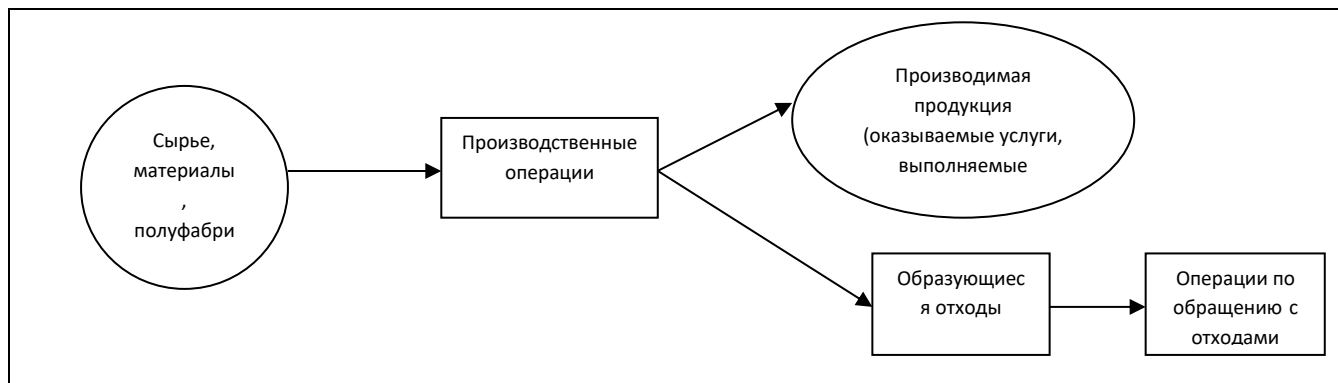 Сырье,
материалы
,
полуфабри
Производственные
операции
Производимая
продукция
(оказываемые услуги,
выполняемые
Образующиес
я отходы
Операции по
обращению с
отходами